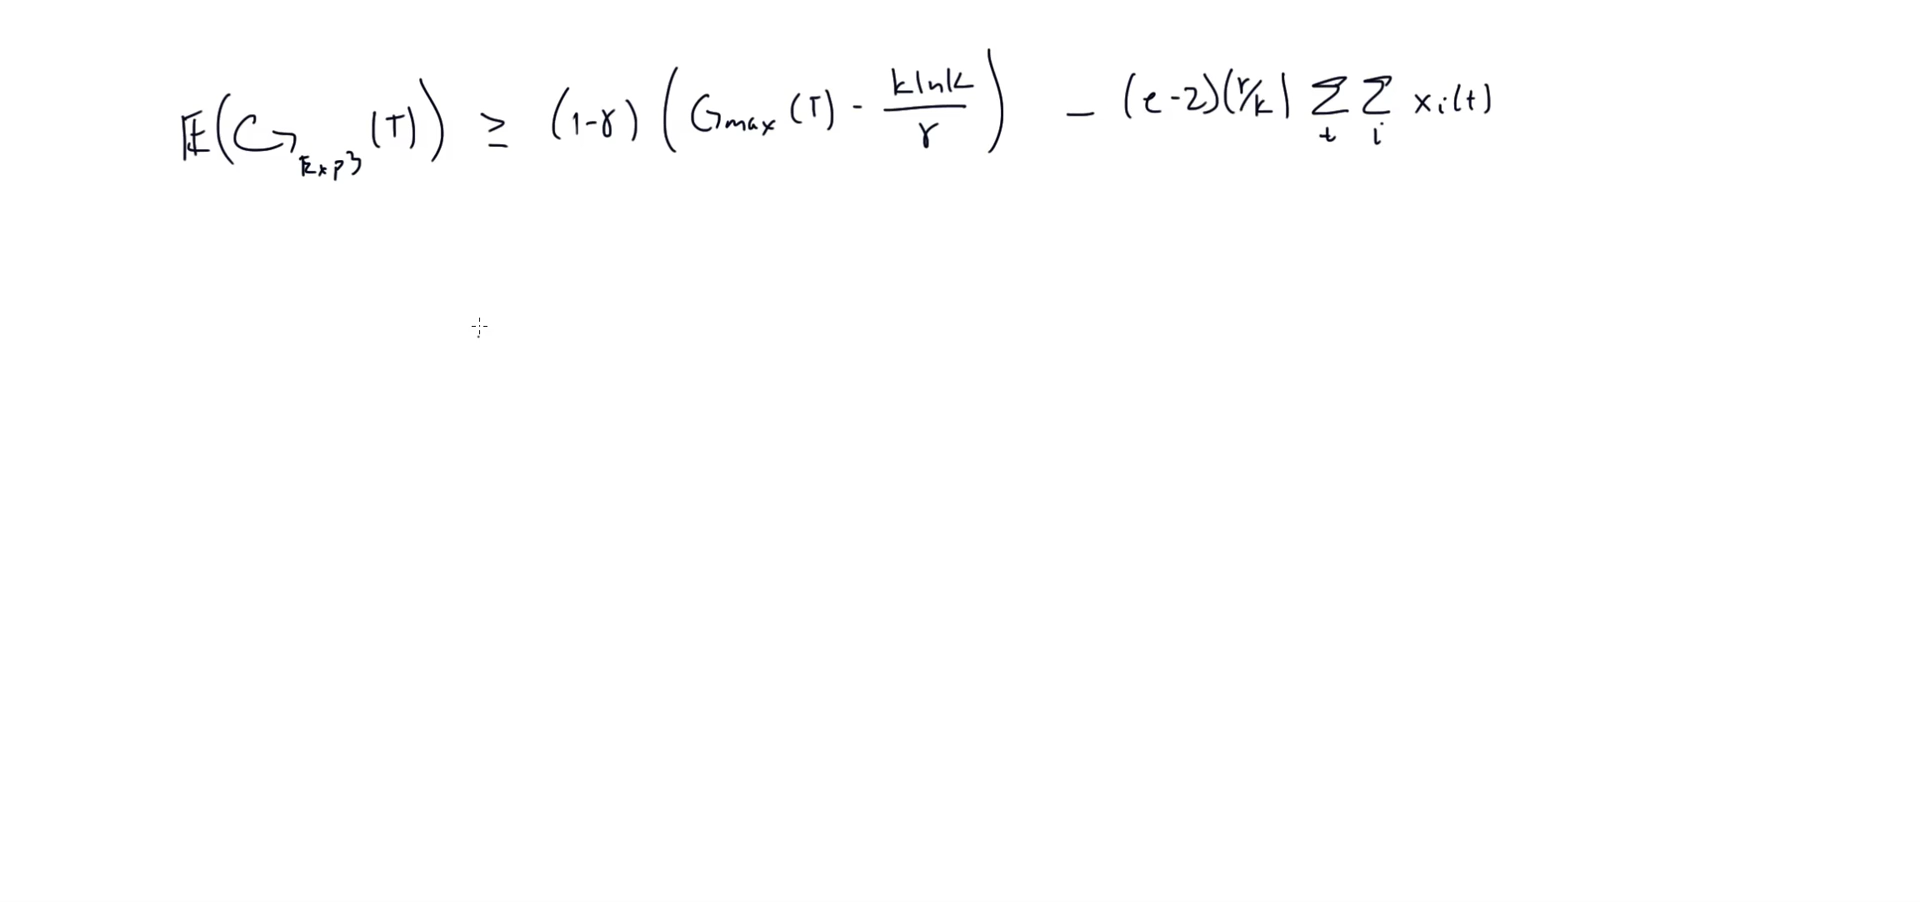 𝔼(G_Exp3 (T)) ≥ (1-γ) (G_max (T) - k ln k / γ) - (e-2)(γ/k) Σ_t Σ_i x_i(t)